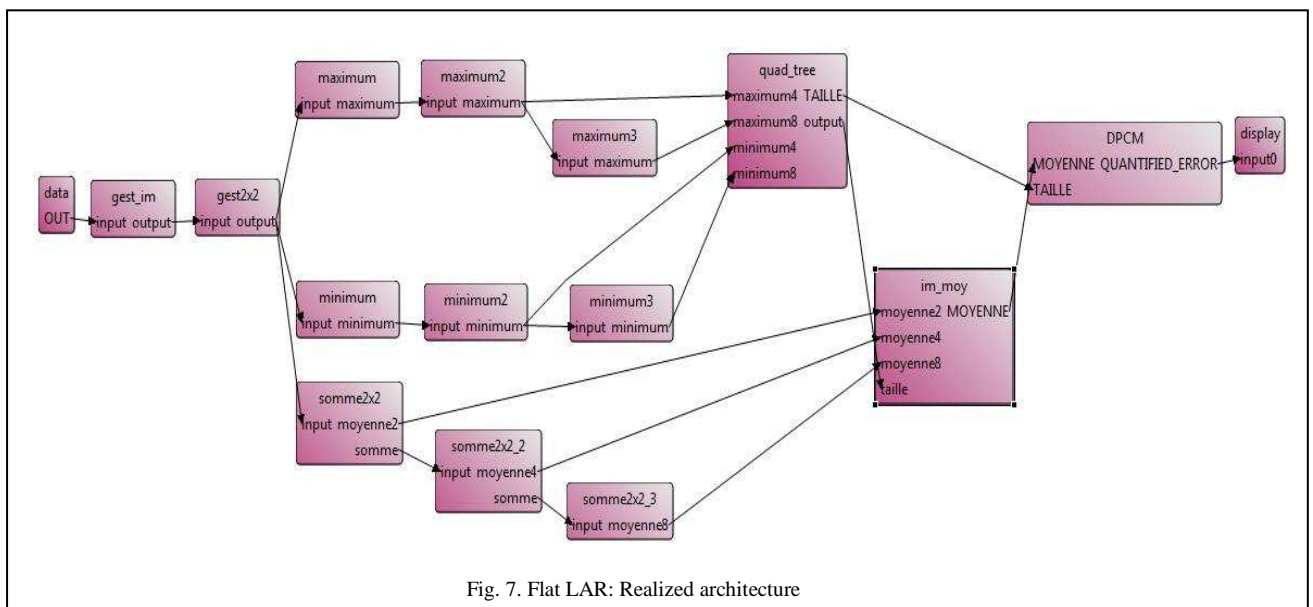 data
OUT
gest_im
input output
gest2x2
input output
maximum
input maximum
maximum2
input maximum
maximum3
input maximum
minimum
input minimum
minimum2
input minimum
minimum3
input minimum
somme2x2
input moyenne2
somme
somme2x2_2
input moyenne4
somme
somme2x2_3
input moyenne8
quad_tree
maximum4 TAILLE
maximum8 output
minimum4
minimum8
im_moy
moyenne2 MOYENNE
moyenne4
moyenne8
taille
DPCM
MOYENNE QUANTIFIED_ERROR
TAILLE
display
input0
Fig. 7. Flat LAR: Realized architecture